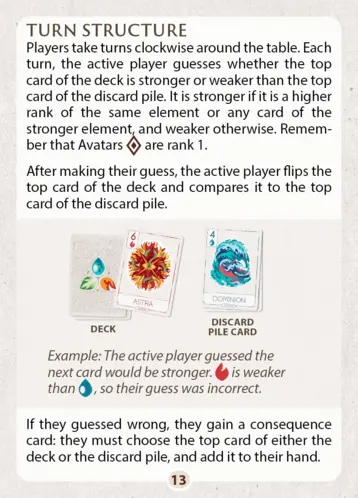 TURN STRUCTURE
Players take turns clockwise around the table. Each
turn, the active player guesses whether the top
card of the deck is stronger or weaker than the top
card of the discard pile. It is stronger if it is a higher
rank of the same element or any card of the
stronger element, and weaker otherwise. Remem-
ber that Avatars are rank 1.
After making their guess, the active player flips the
top card of the deck and compares it to the top
card of the discard pile.
6
ASTRA
4
DOMINION
DECK
DISCARD
PILE CARD
Example: The active player guessed the
next card would be stronger. is weaker
than , so their guess was incorrect.
If they guessed wrong, they gain a consequence
card: they must choose the top card of either the
deck or the discard pile, and add it to their hand.
13